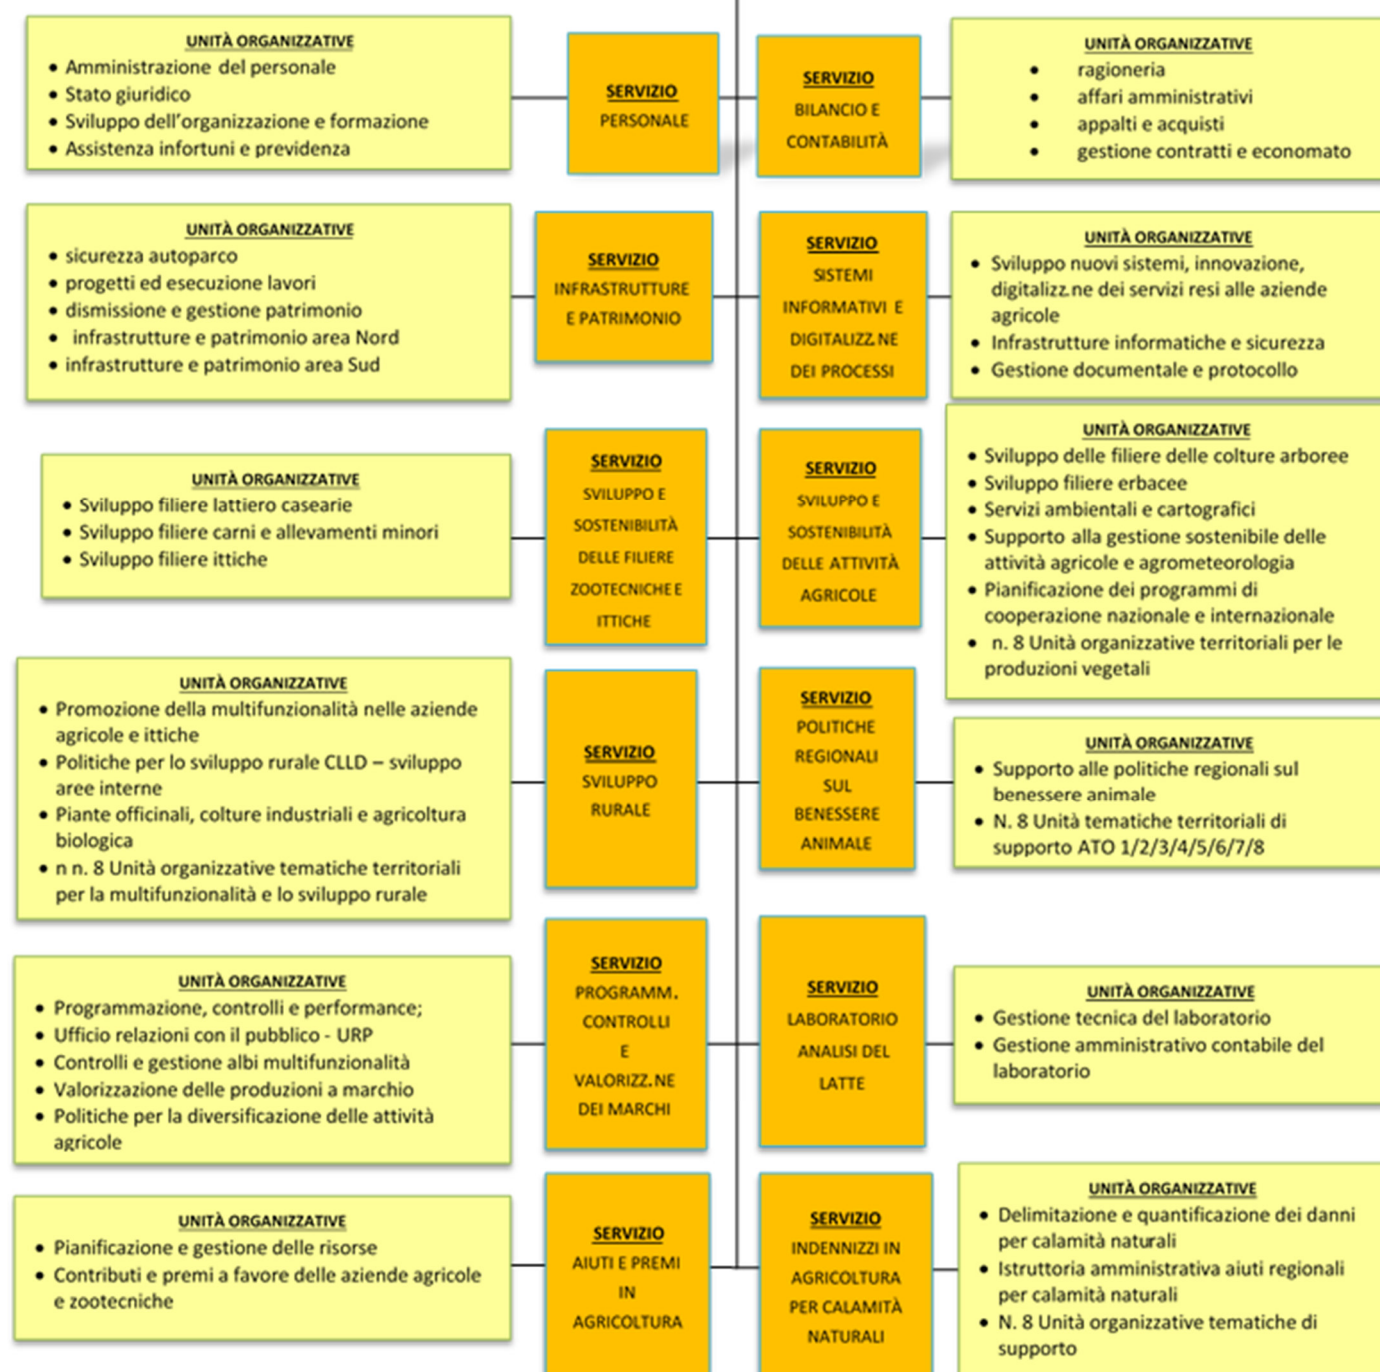 UNITÀ ORGANIZZATIVE
• Amministrazione del personale
• Stato giuridico
• Sviluppo dell'organizzazione e formazione
• Assistenza infortuni e previdenza
SERVIZIO
PERSONALE
SERVIZIO
BILANCIO E
CONTABILITÀ
UNITÀ ORGANIZZATIVE
• ragioneria
• affari amministrativi
• appalti e acquisti
• gestione contratti e economato
UNITÀ ORGANIZZATIVE
• sicurezza autoparco
• progetti ed esecuzione lavori
• dismissione e gestione patrimonio
• infrastrutture e patrimonio area Nord
• infrastrutture e patrimonio area Sud
SERVIZIO
INFRASTRUTTURE
E PATRIMONIO
SERVIZIO
SISTEMI
INFORMATIVI E
DIGITALIZZ.NE
DEI PROCESSI
UNITÀ ORGANIZZATIVE
• Sviluppo nuovi sistemi, innovazione,
digitalizz.ne dei servizi resi alle aziende
agricole
• Infrastrutture informatiche e sicurezza
• Gestione documentale e protocollo
UNITÀ ORGANIZZATIVE
• Sviluppo filiere lattiero casearie
• Sviluppo filiere carni e allevamenti minori
• Sviluppo filiere ittiche
SERVIZIO
SVILUPPO E
SOSTENIBILITÀ
DELLE FILIERE
ZOOTECNICHE E
ITTICHE
SERVIZIO
SVILUPPO E
SOSTENIBILITÀ
DELLE ATTIVITÀ
AGRICOLE
UNITÀ ORGANIZZATIVE
• Sviluppo delle filiere delle colture arboree
• Sviluppo filiere erbacee
• Servizi ambientali e cartografici
• Supporto alla gestione sostenibile delle
attività agricole e agrometeorologia
• Pianificazione dei programmi di
cooperazione nazionale e internazionale
• n. 8 Unità organizzative territoriali per le
produzioni vegetali
UNITÀ ORGANIZZATIVE
• Promozione della multifunzionalità nelle aziende
agricole e ittiche
• Politiche per lo sviluppo rurale CLLD – sviluppo
aree interne
• Piante officinali, colture industriali e agricoltura
biologica
• n n. 8 Unità organizzative tematiche territoriali
per la multifunzionalità e lo sviluppo rurale
SERVIZIO
SVILUPPO
RURALE
SERVIZIO
POLITICHE
REGIONALI
SUL
BENESSERE
ANIMALE
UNITÀ ORGANIZZATIVE
• Supporto alle politiche regionali sul
benessere animale
• N. 8 Unità tematiche territoriali di
supporto ATO 1/2/3/4/5/6/7/8
UNITÀ ORGANIZZATIVE
• Programmazione, controlli e performance;
• Ufficio relazioni con il pubblico - URP
• Controlli e gestione albi multifunzionalità
• Valorizzazione delle produzioni a marchio
• Politiche per la diversificazione delle attività
agricole
SERVIZIO
PROGRAMM.
CONTROLLI
E
VALORIZZ.NE
DEI MARCHI
SERVIZIO
LABORATORIO
ANALISI DEL
LATTE
UNITÀ ORGANIZZATIVE
• Gestione tecnica del laboratorio
• Gestione amministrativo contabile del
laboratorio
UNITÀ ORGANIZZATIVE
• Pianificazione e gestione delle risorse
• Contributi e premi a favore delle aziende agricole
e zootecniche
SERVIZIO
AIUTI E PREMI
IN
AGRICOLTURA
SERVIZIO
INDENNIZZI IN
AGRICOLTURA
PER CALAMITÀ
NATURALI
UNITÀ ORGANIZZATIVE
• Delimitazione e quantificazione dei danni
per calamità naturali
• Istruttoria amministrativa aiuti regionali
per calamità naturali
• N. 8 Unità organizzative tematiche di
supporto